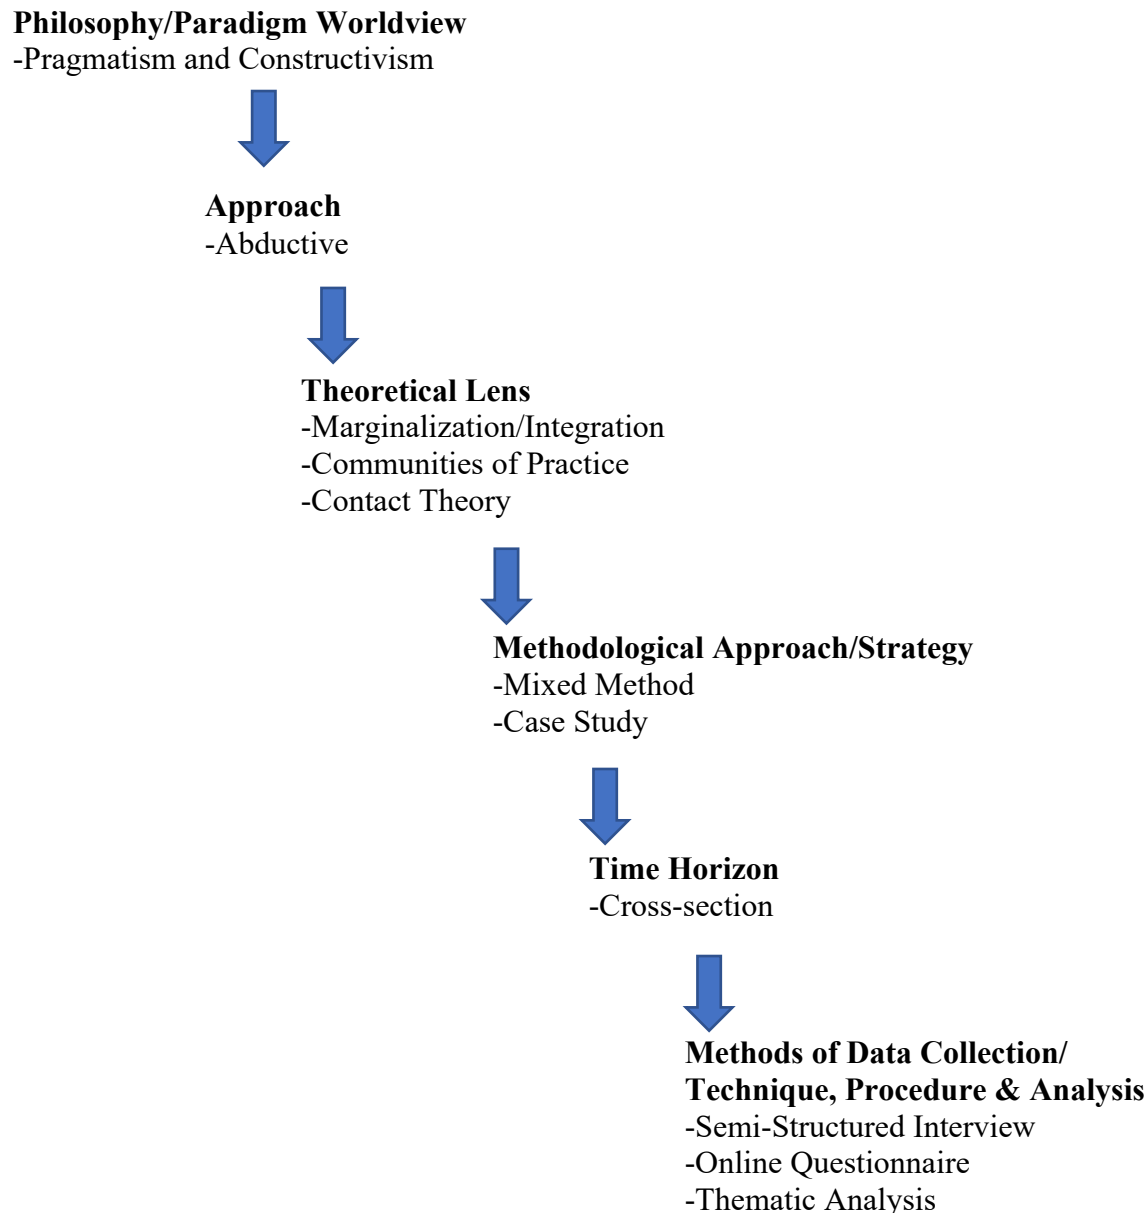 Philosophy/Paradigm Worldview
-Pragmatism and Constructivism
Approach
-Abductive
Theoretical Lens
-Marginalization/Integration
-Communities of Practice
-Contact Theory
Methodological Approach/Strategy
-Mixed Method
-Case Study
Time Horizon
-Cross-section
Methods of Data Collection/
Technique, Procedure & Analysis
-Semi-Structured Interview
-Online Questionnaire
-Thematic Analysis